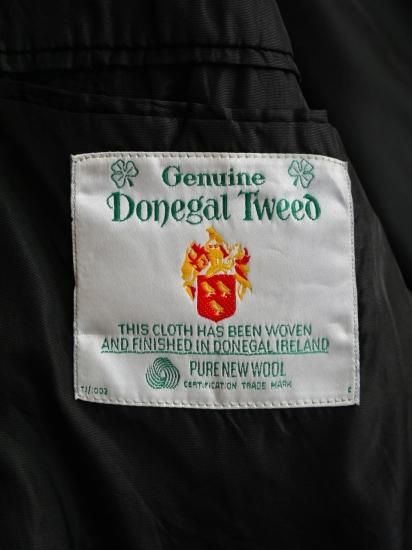 Genuine
Donegal Tweed
THIS CLOTH HAS BEEN WOVEN
AND FINISHED IN DONEGAL IRELAND
PURE NEW WOOL
CERTIFICATION TRADE MARK